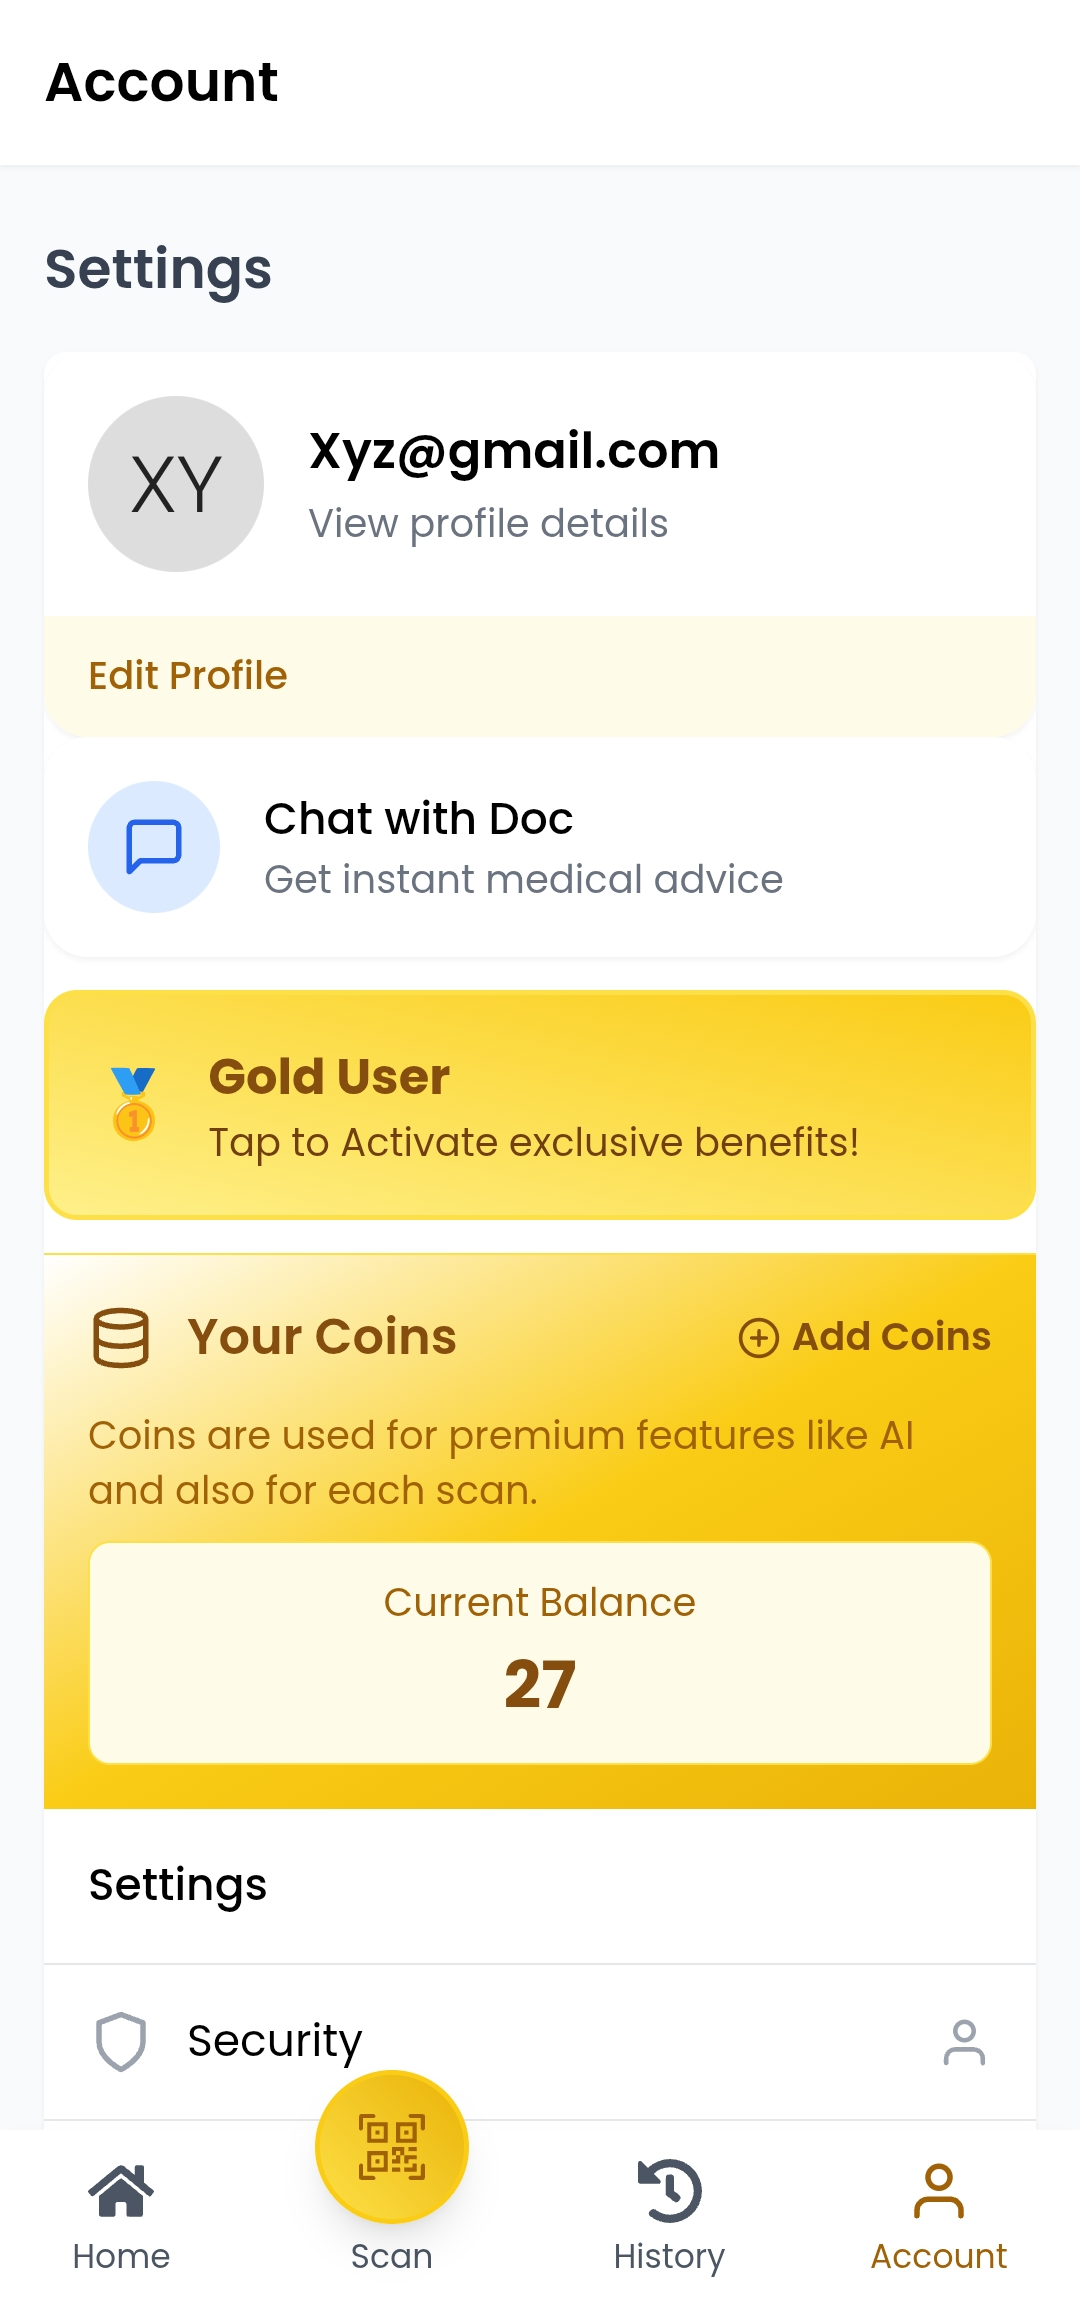 Account
Settings
XY
Xyz@gmail.com
View profile details
Edit Profile
Chat with Doc
Get instant medical advice
1
Gold User
Tap to Activate exclusive benefits!
Your Coins
Add Coins
Coins are used for premium features like AI
and also for each scan.
Current Balance
27
Settings
Security
Home
Scan
History
Account